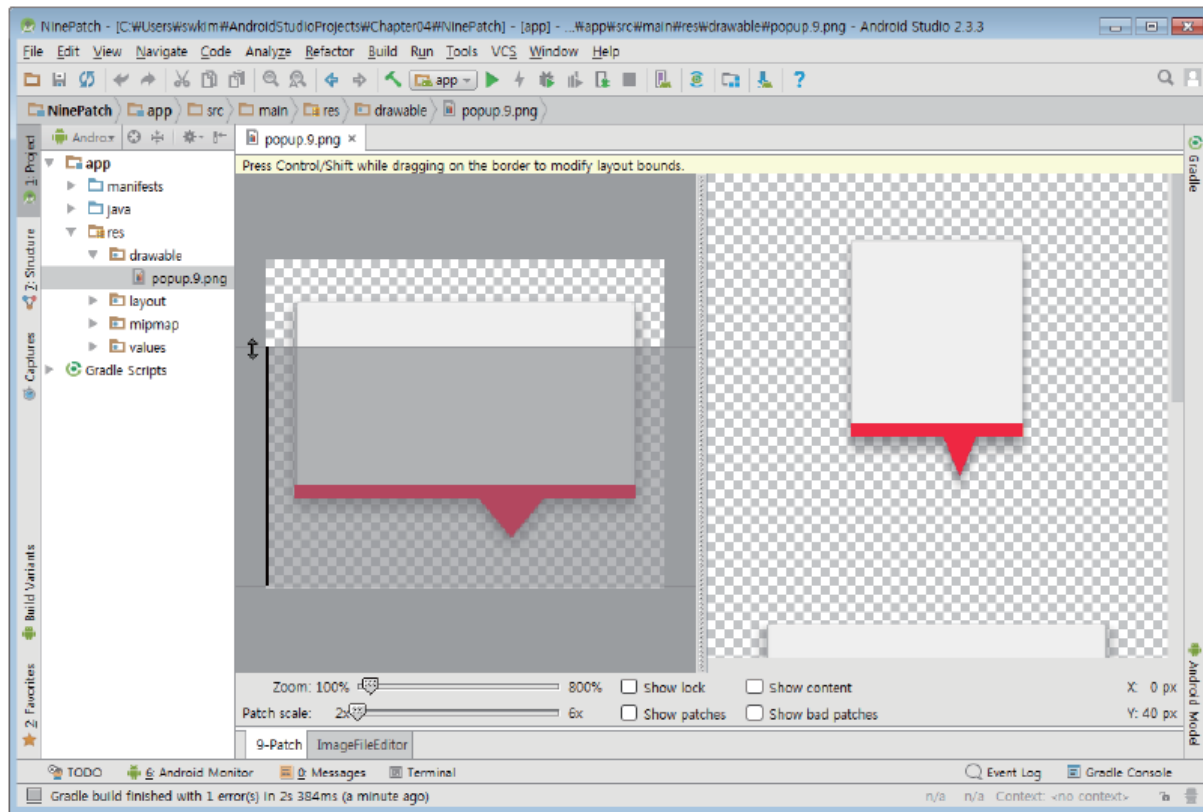 NinePatch - [C:₩Users₩swkim₩AndroidStudioProjects₩Chapter04₩NinePatch] - [app] - ...₩app₩src₩main₩res₩drawable₩popup.9.png - Android Studio 2.3.3
File Edit View Navigate Code Analyze Refactor Build Run Tools VCS Window Help
app
NinePatch app src main res drawable popup.9.png
1: Project
7: Structure
Captures
Build Variants
2: Favorites
Androi
app
manifests
java
res
drawable
popup.9.png
layout
mipmap
values
Gradle Scripts
popup.9.png ×
Press Control/Shift while dragging on the border to modify layout bounds.
Zoom: 100% 800% Show lock Show content X: 0 px
Patch scale: 2x 6x Show patches Show bad patches Y: 40 px
9-Patch ImageFileEditor
Gradle
Android Model
TODO 6: Android Monitor 0: Messages Terminal Event Log Gradle Console
Gradle build finished with 1 error(s) in 2s 384ms (a minute ago) n/a n/a Context: <no context>